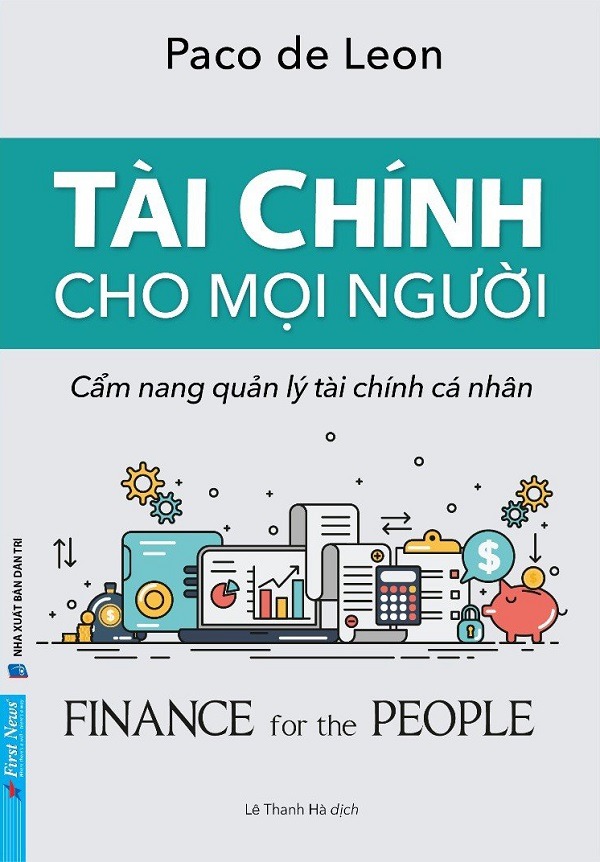 Paco de Leon
TÀI CHÍNH
CHO MỌI NGƯỜI
Cẩm nang quản lý tài chính cá nhân
NHÀ XUẤT BẢN DÂN TRÍ
$
$
FINANCE for the PEOPLE
First News
Lê Thanh Hà dịch